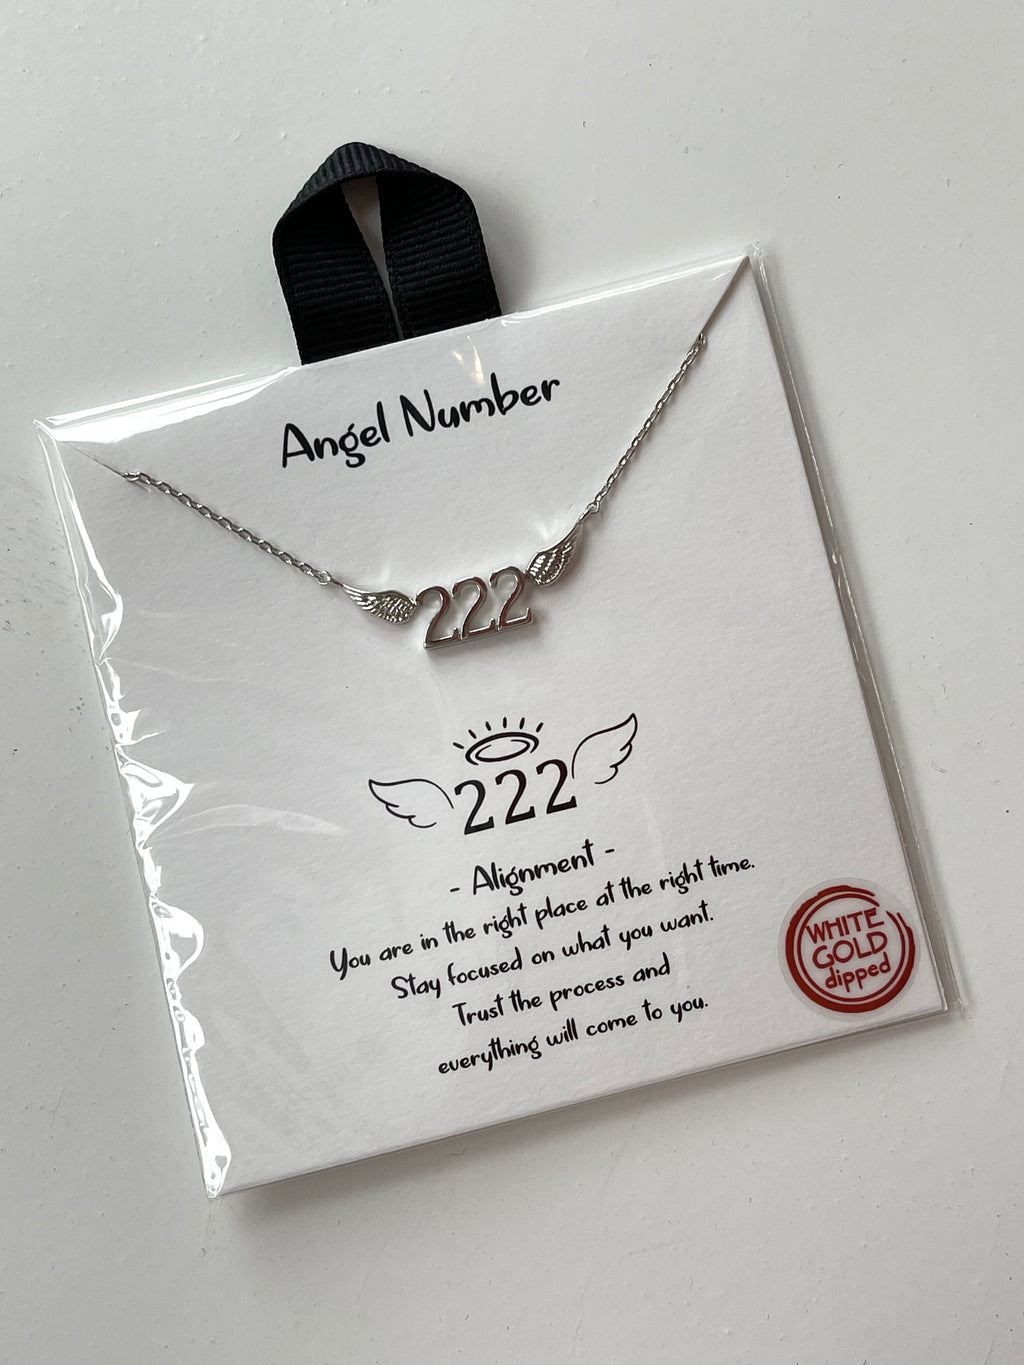 Angel Number
222
222
- Alignment -
You are in the right place at the right time.
Stay focused on what you want.
Trust the process and
everything will come to you.
WHITE
GOLD
dipped